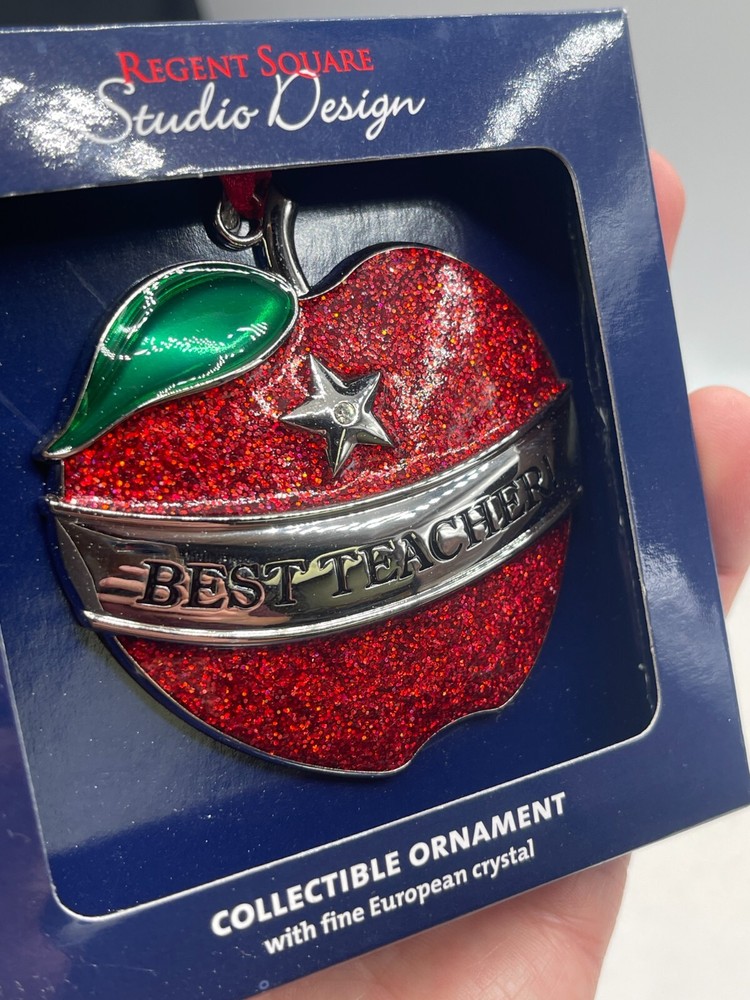 REGENT SQUARE
Studio Design
BEST TEACHER!
COLLECTIBLE ORNAMENT
with fine European crystal